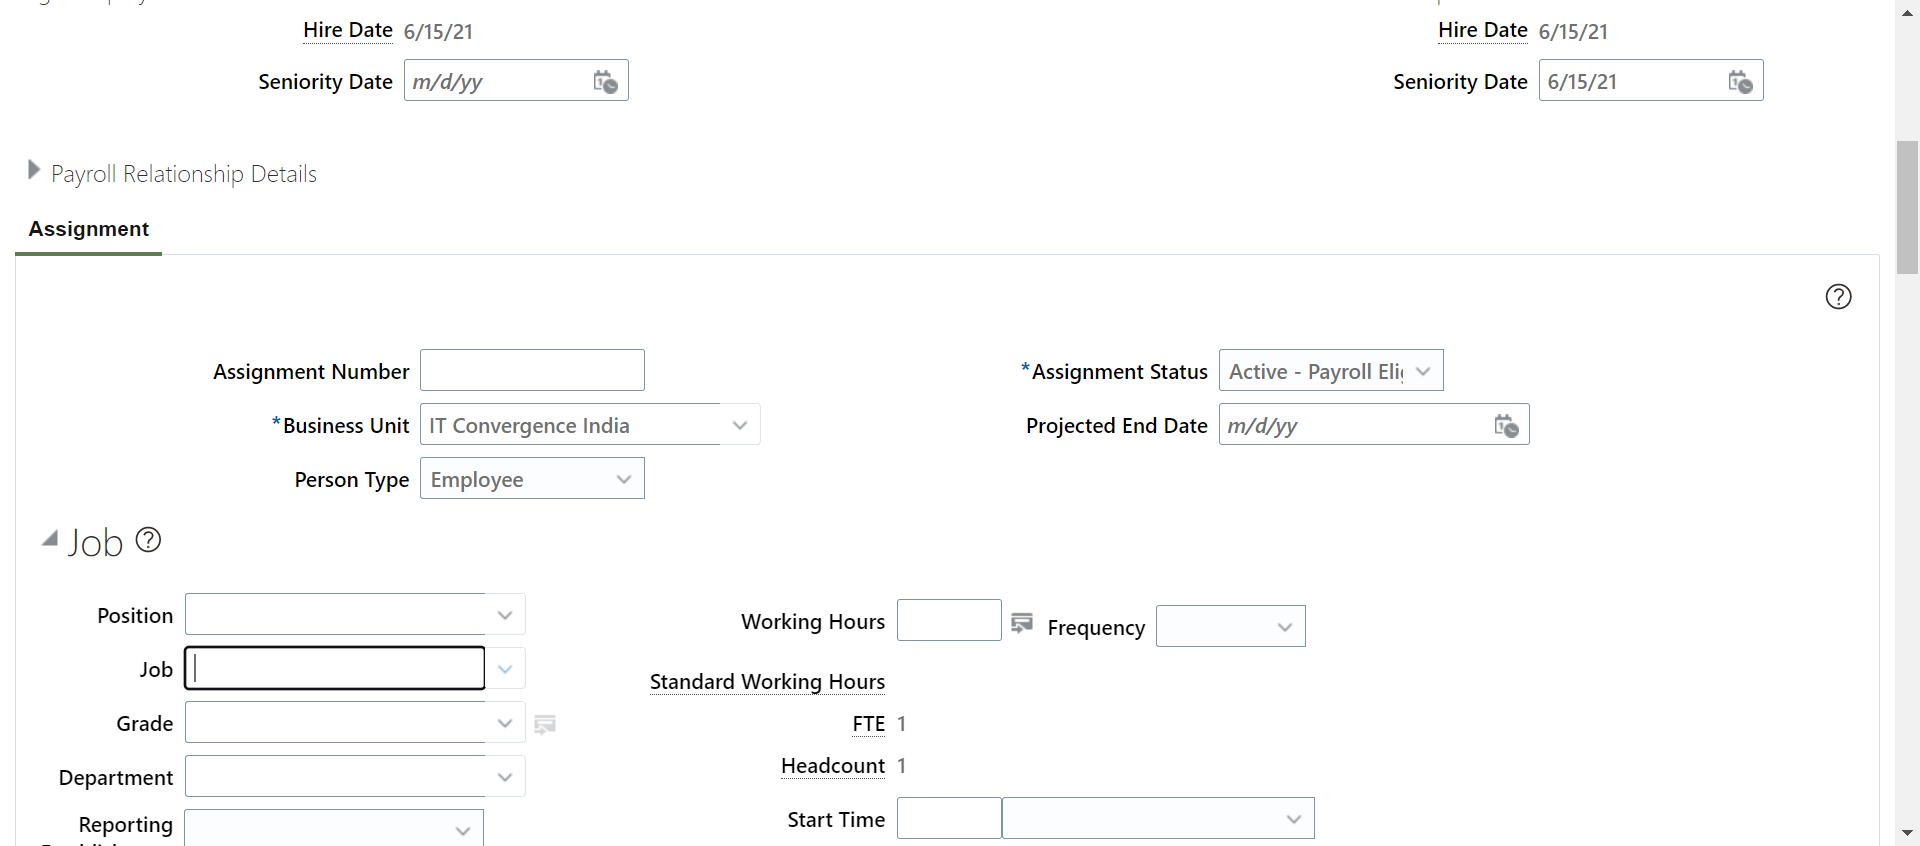 Hire Date 6/15/21 Hire Date 6/15/21
Seniority Date m/d/yy Seniority Date 6/15/21
Payroll Relationship Details
Assignment
Assignment Number *Assignment Status Active - Payroll Elig
*Business Unit IT Convergence India Projected End Date m/d/yy
Person Type Employee
Job
Position Working Hours Frequency
Job Standard Working Hours
Grade FTE 1
Department Headcount 1
Reporting Start Time